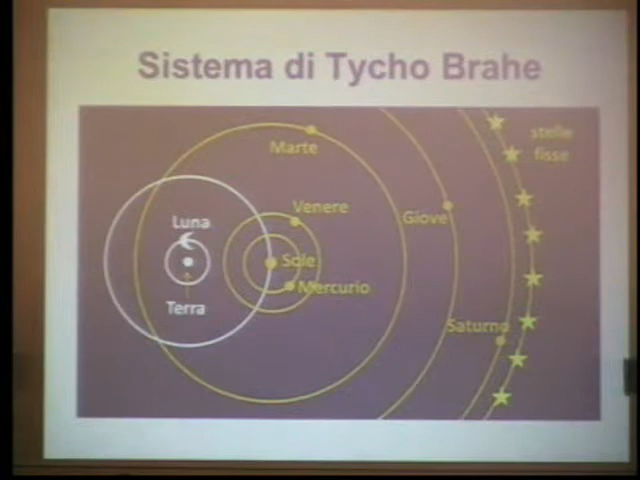 Sistema di Tycho Brahe
stelle
fisse
Marte
Venere
Giove
Luna
Sole
Mercurio
Terra
Saturno